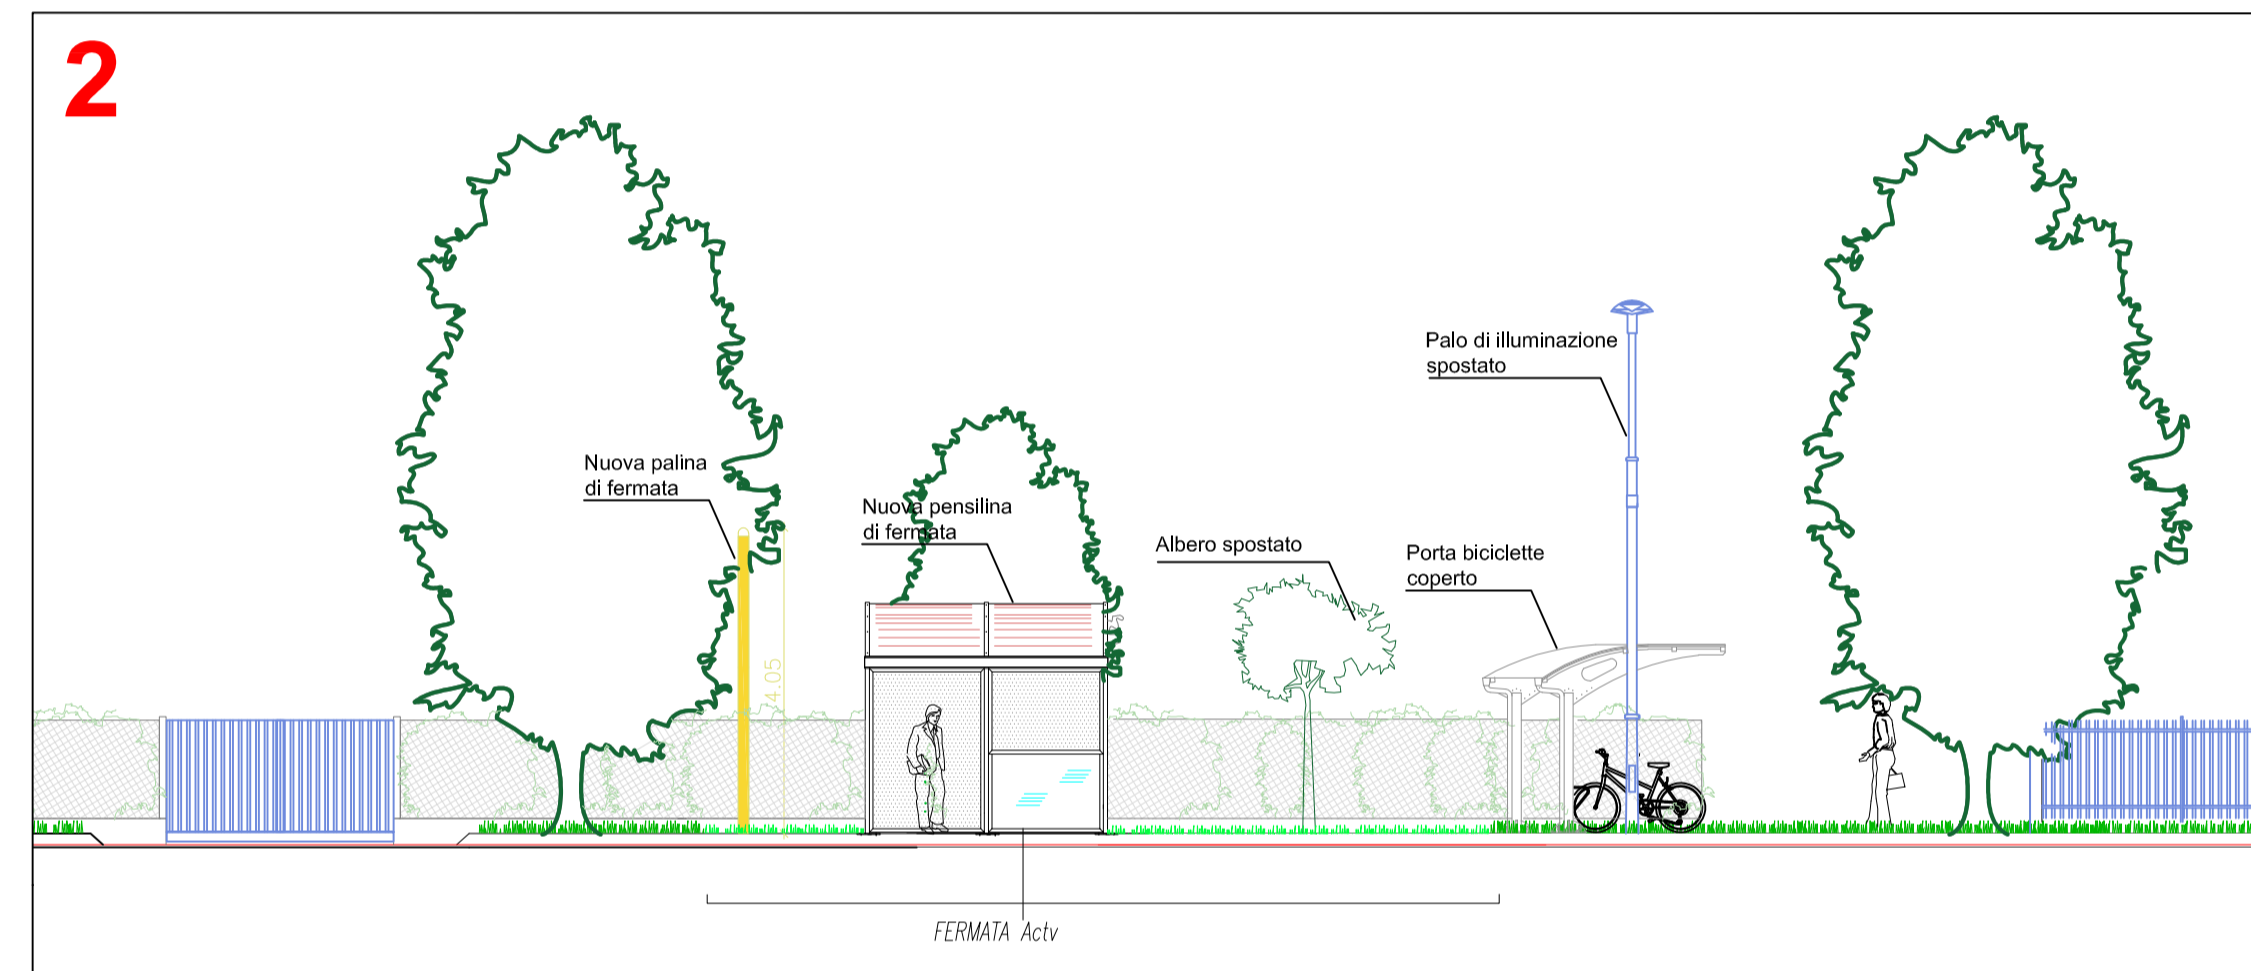 2
Palo di illuminazione
spostato
Nuova palina
di fermata
Nuova pensilina
di fermata
Albero spostato
Porta biciclette
coperto
4.05
FERMATA Actv